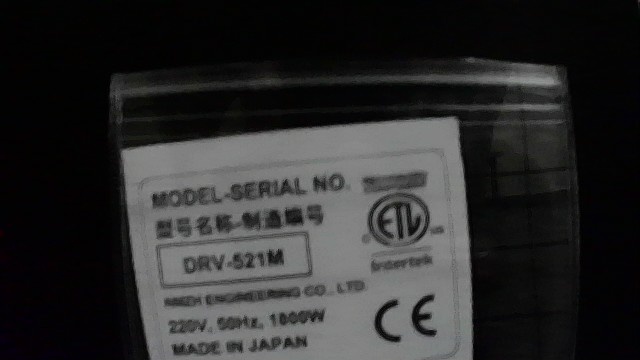 MODEL-SERIAL NO.
型号名称-制造编号
DRV-521M
ENGINEERING CO., LTD.
220V, 50Hz, 1800W
MADE IN JAPAN
ETL
us
Intertek
CE